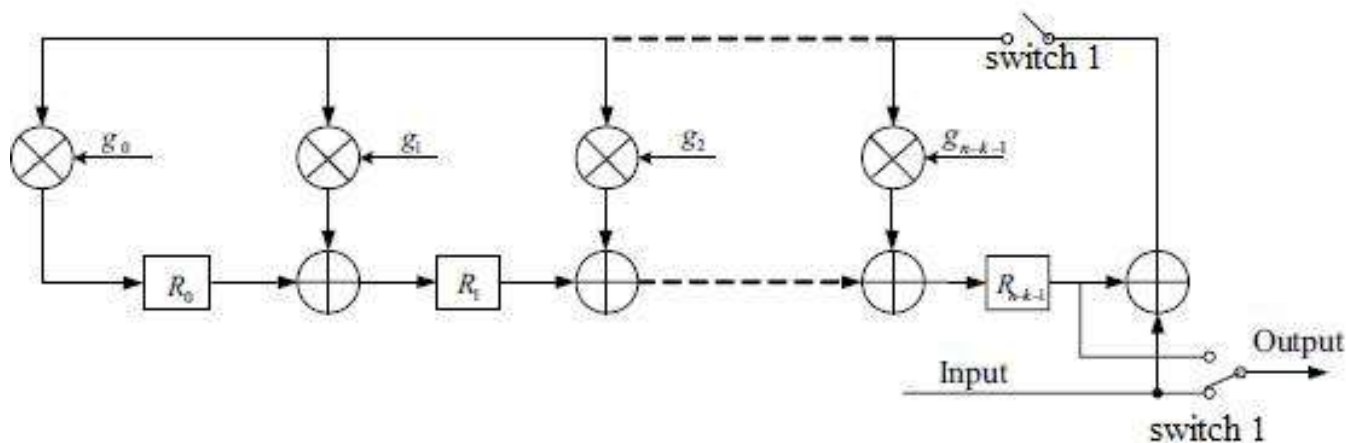 switch 1
g₀
g₁
g₂
gₙ₋ₖ₋₁
R₀
R₁
Rₙ₋ₖ₋₁
Input
Output
switch 1